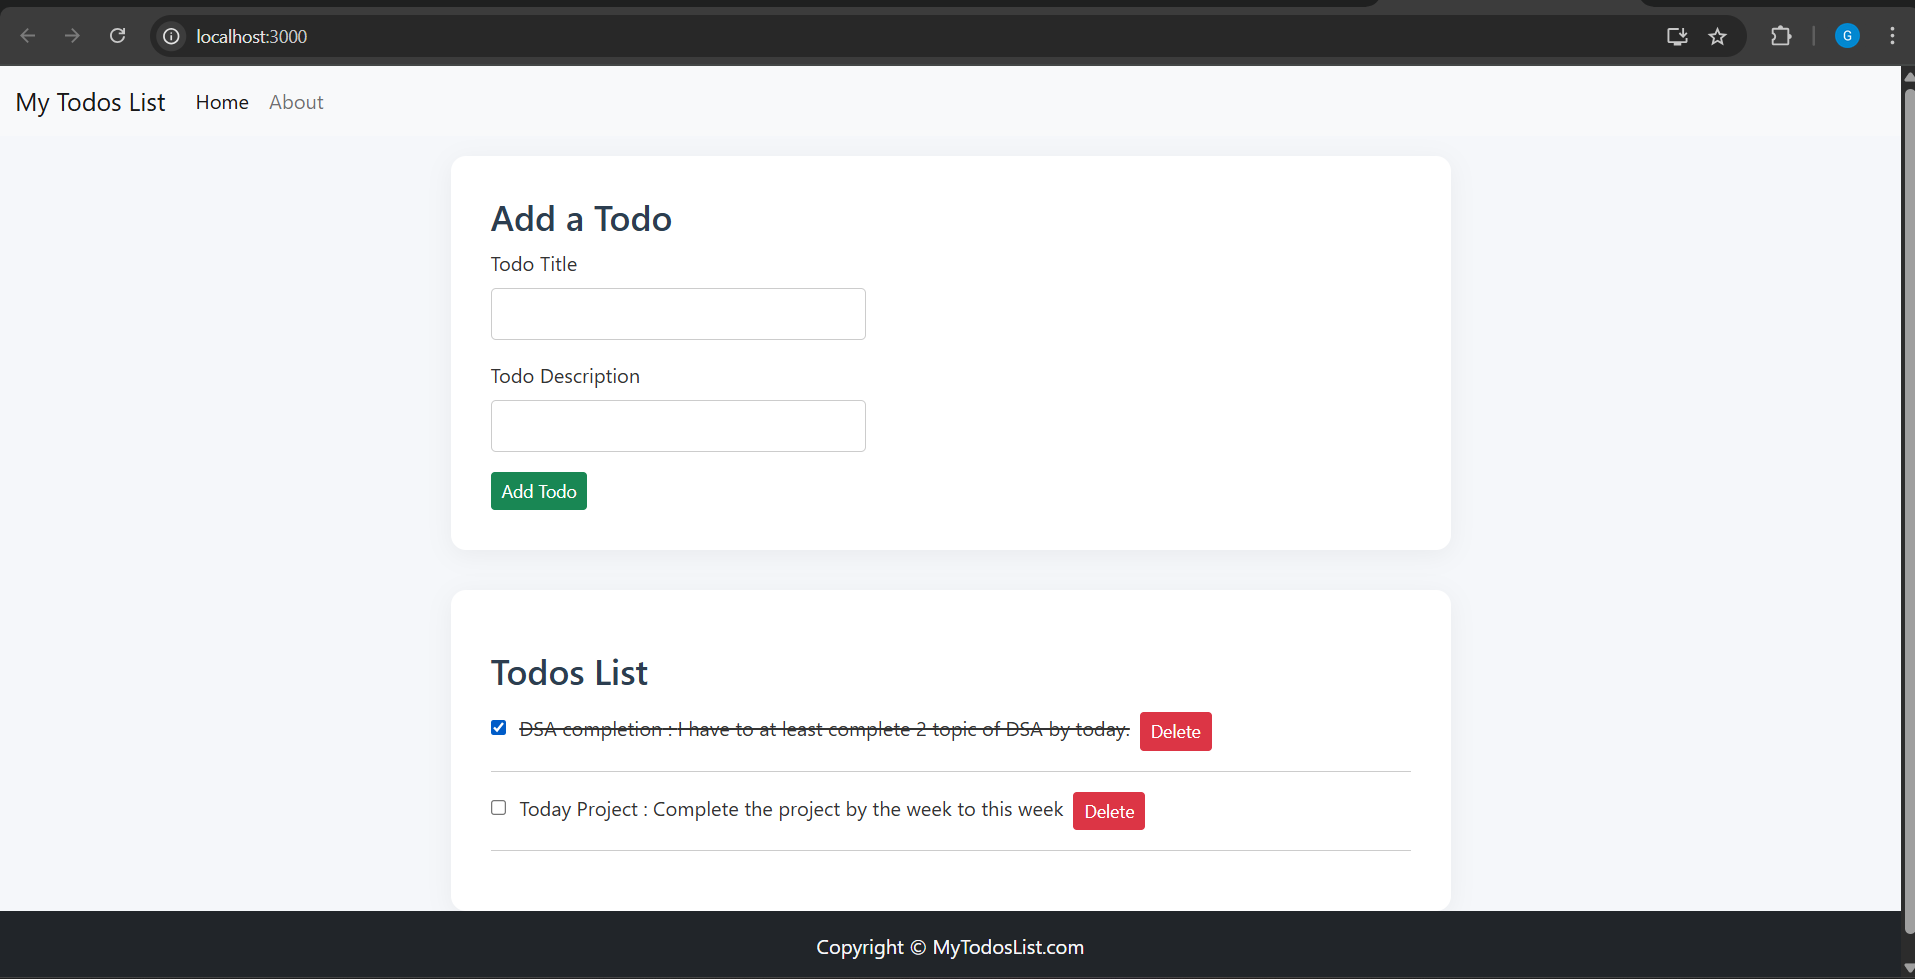 localhost:3000
G
My Todos List Home About
Add a Todo
Todo Title
Todo Description
Add Todo
Todos List
DSA completion : I have to at least complete 2 topic of DSA by today. Delete
Today Project : Complete the project by the week to this week Delete
Copyright © MyTodosList.com